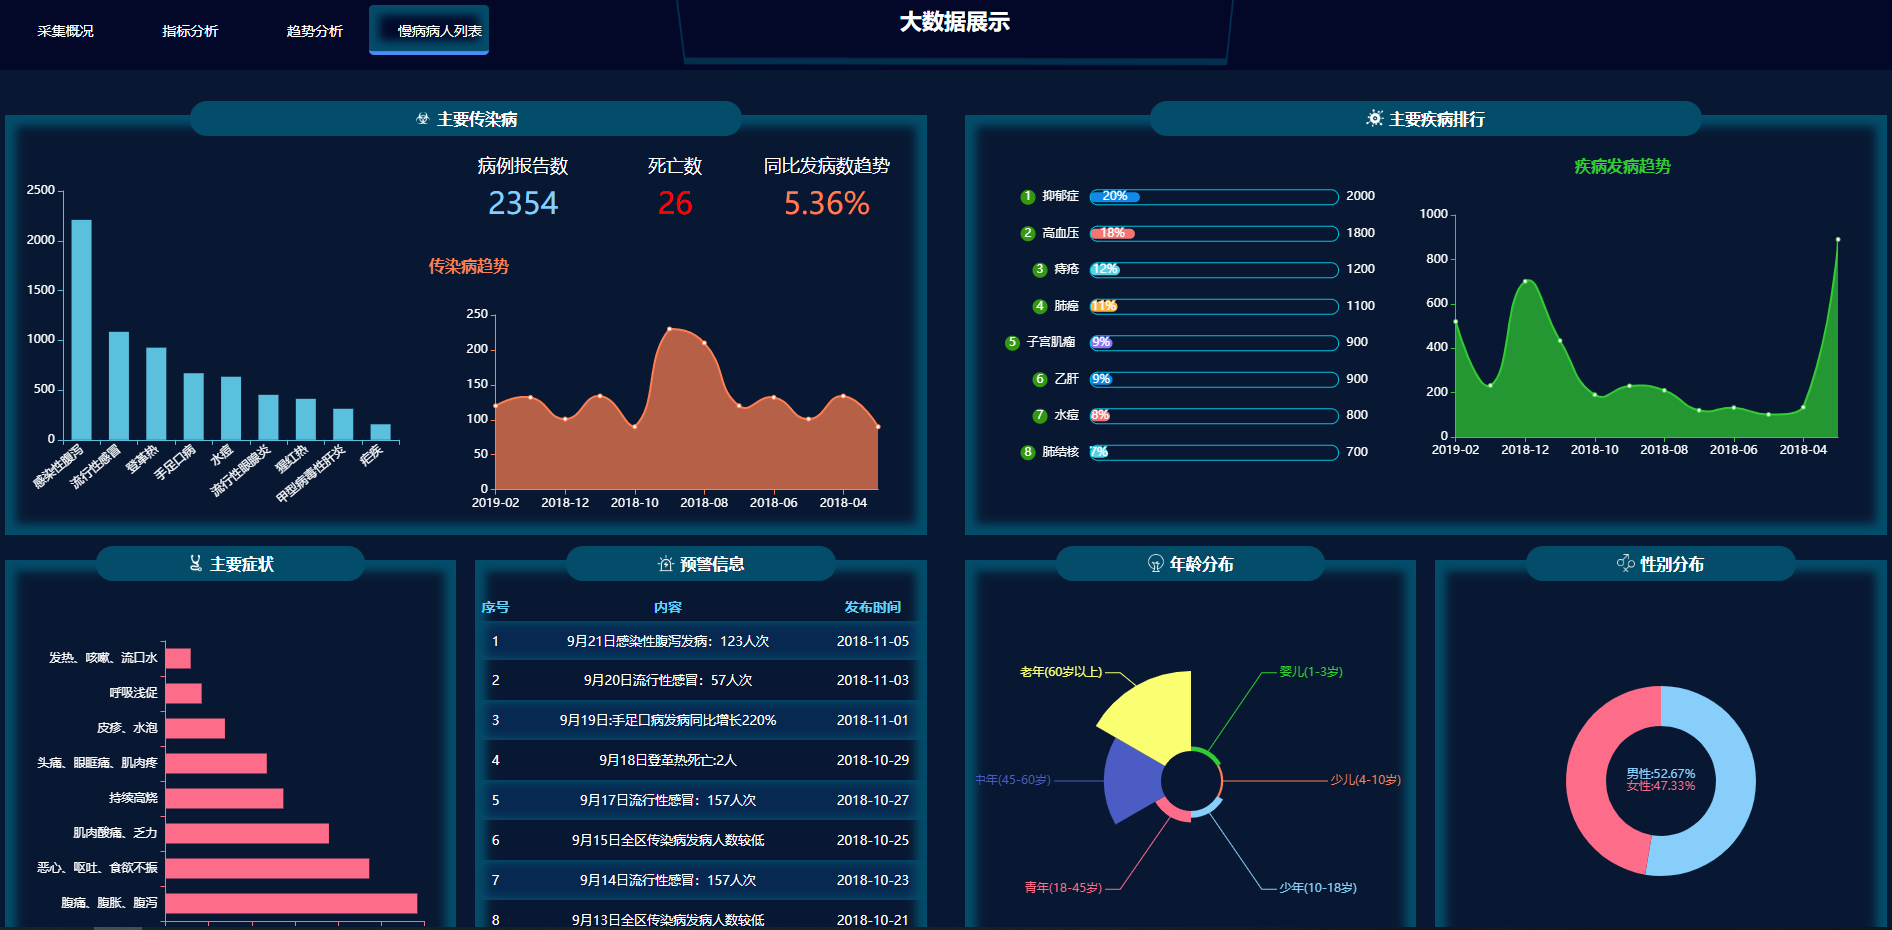 采集概况
指标分析
趋势分析
慢病病人列表
大数据展示
主要传染病
病例报告数
死亡数
同比发病数趋势
2354
26
5.36%
2500
2000
1500
1000
500
0
感染性腹泻
流行性感冒
登革热
手足口病
水痘
流行性眼腺炎
猩红热
甲型病毒性肝炎
疟疾
传染病趋势
250
200
150
100
50
0
2019-02
2018-12
2018-10
2018-08
2018-06
2018-04
主要疾病排行
1 抑郁症 20% 2000
2 高血压 18% 1800
3 痔疮 12% 1200
4 肺癌 11% 1100
5 子宫肌瘤 9% 900
6 乙肝 9% 900
7 水痘 8% 800
8 肺结核 7% 700
疾病发病趋势
1000
800
600
400
200
0
2019-02
2018-12
2018-10
2018-08
2018-06
2018-04
主要症状
发热、咳嗽、流口水
呼吸浅促
皮疹、水泡
头痛、眼眶痛、肌肉疼
持续高烧
肌肉酸痛、乏力
恶心、呕吐、食欲不振
腹痛、腹胀、腹泻
预警信息
序号 内容 发布时间
1 9月21日感染性腹泻发病：123人次 2018-11-05
2 9月20日流行性感冒：57人次 2018-11-03
3 9月19日:手足口病发病同比增长220% 2018-11-01
4 9月18日登革热死亡:2人 2018-10-29
5 9月17日流行性感冒：157人次 2018-10-27
6 9月15日全区传染病发病人数较低 2018-10-25
7 9月14日流行性感冒：157人次 2018-10-23
8 9月13日全区传染病发病人数较低 2018-10-21
年龄分布
老年(60岁以上)
婴儿(1-3岁)
中年(45-60岁)
少儿(4-10岁)
青年(18-45岁)
少年(10-18岁)
性别分布
男性:52.67%
女性:47.33%